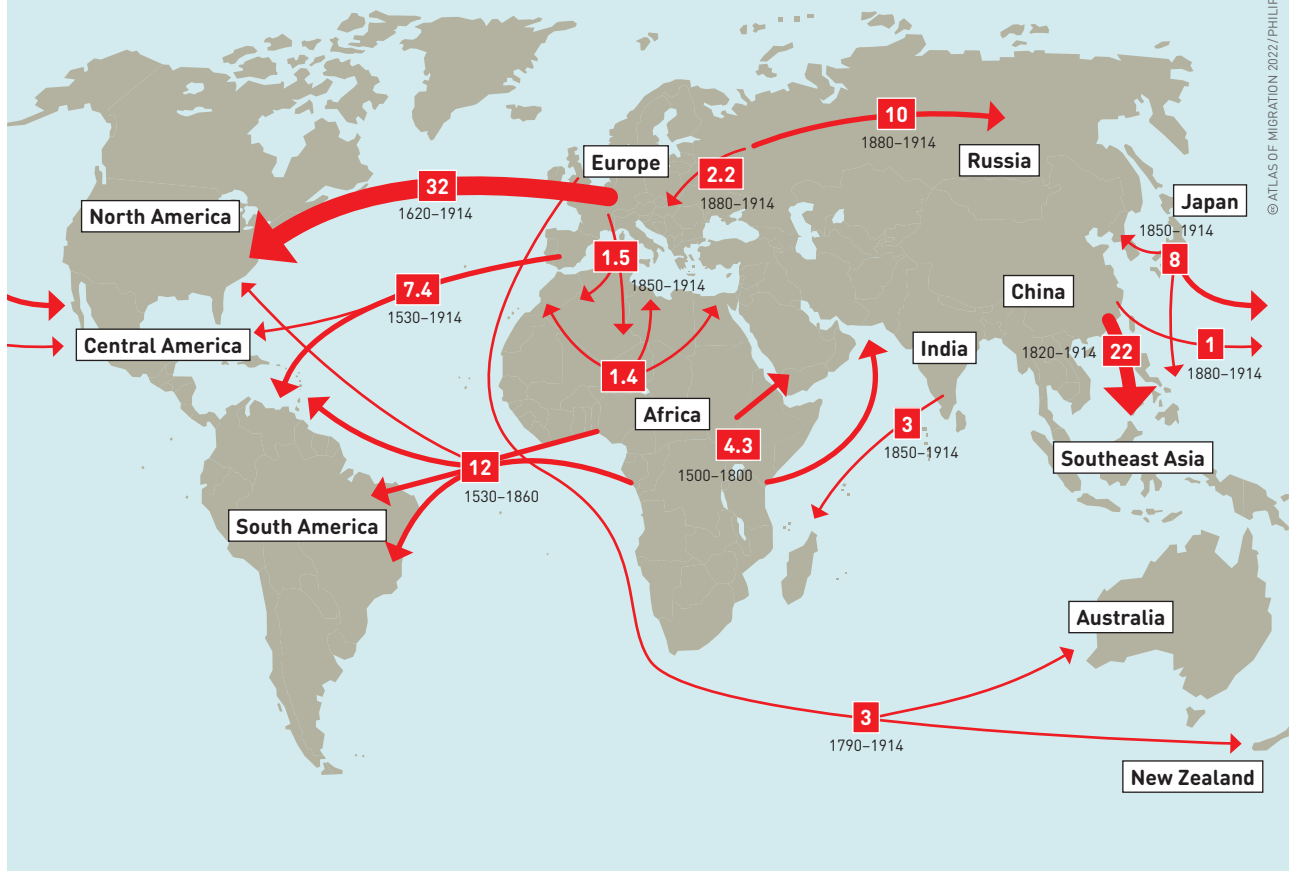 © ATLAS OF MIGRATION 2022/PHILIP
10
1880–1914
Europe
Russia
2.2
1880–1914
32
1620–1914
North America
Japan
1850–1914
8
1.5
1850–1914
7.4
1530–1914
China
Central America
India
1820–1914
22
1
1880–1914
1.4
Africa
3
1850–1914
4.3
1500–1800
Southeast Asia
12
1530–1860
South America
Australia
3
1790–1914
New Zealand